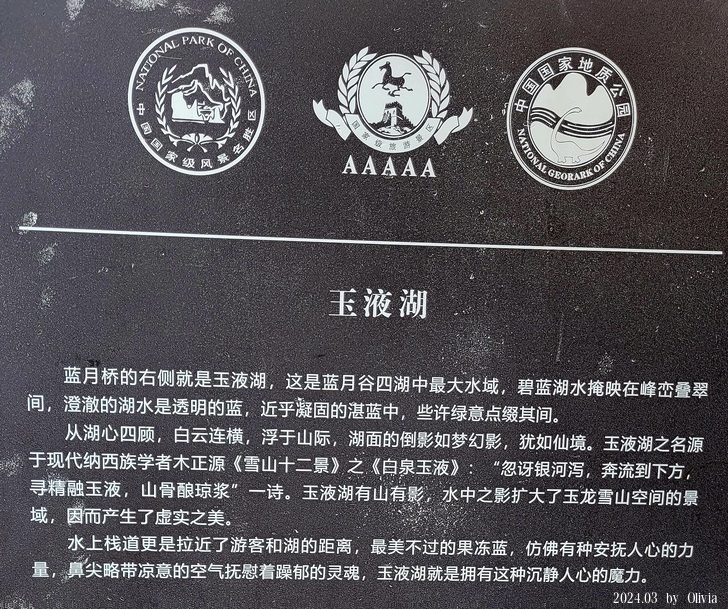 NATIONAL PARK OF CHINA
中国国家级风景名胜区
国家级旅游景区
AAAAA
中国国家地质公园
NATIONAL GEORARK OF CHINA
玉液湖
蓝月桥的右侧就是玉液湖，这是蓝月谷四湖中最大水域，碧蓝湖水掩映在峰峦叠翠
间，澄澈的湖水是透明的蓝，近乎凝固的湛蓝中，些许绿意点缀其间。
从湖心四顾，白云连横，浮于山际，湖面的倒影如梦幻影，犹如仙境。玉液湖之名源
于现代纳西族学者木正源《雪山十二景》之《白泉玉液》：“忽讶银河泻，奔流到下方，
寻精融玉液，山骨酿琼浆”一诗。玉液湖有山有影，水中之影扩大了玉龙雪山空间的景
域，因而产生了虚实之美。
水上栈道更是拉近了游客和湖的距离，最美不过的果冻蓝，仿佛有种安抚人心的力
量，鼻尖略带凉意的空气抚慰着躁郁的灵魂，玉液湖就是拥有这种沉静人心的魔力。
2024.03 by Olivia